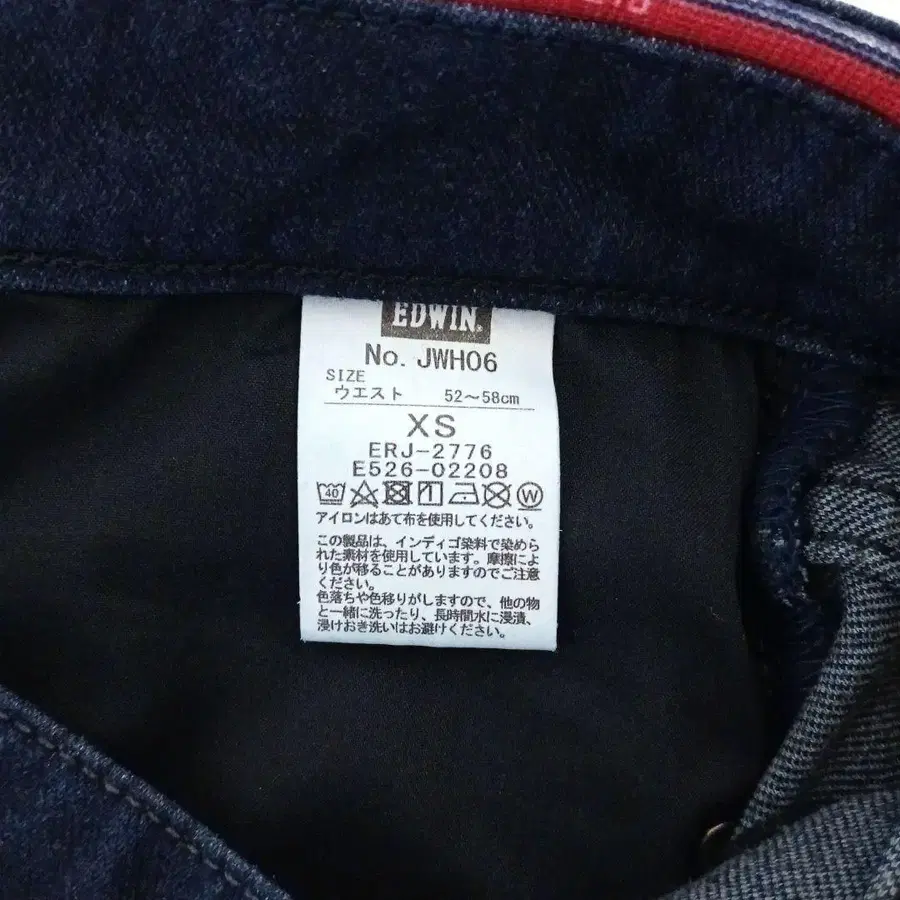 EDWIN.
No. JWH06
SIZE
ウエスト 52〜58cm
XS
ERJ-2776
E526-02208
40 W
アイロンはあて布を使用してください。
この製品は、インディゴ染料で染めら
れた素材を使用しています。摩擦によ
り色が移ることがありますのでご注意
ください。
色落ちや色移りがしますので、他の物
と一緒に洗ったり、長時間水に浸漬、
浸けおき洗いはお避けください。